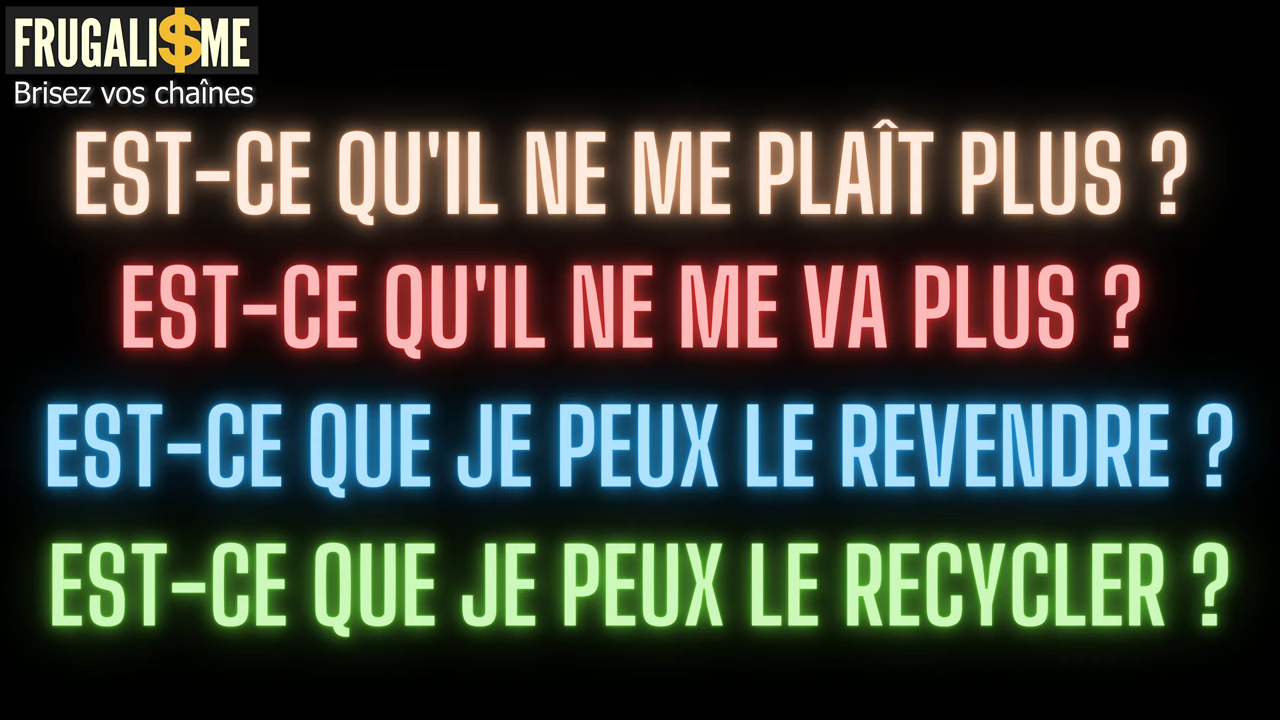 FRUGALI$ME
Brisez vos chaînes
EST-CE QU'IL NE ME PLAÎT PLUS ?
EST-CE QU'IL NE ME VA PLUS ?
EST-CE QUE JE PEUX LE REVENDRE ?
EST-CE QUE JE PEUX LE RECYCLER ?